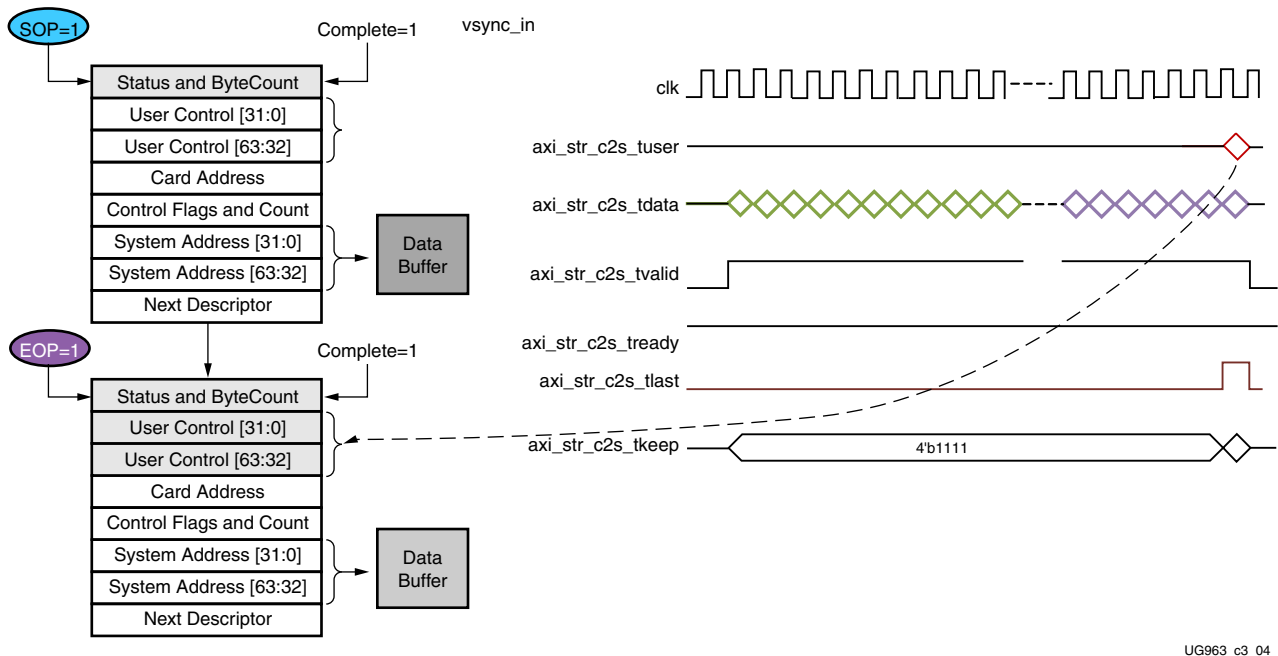 SOP=1
Complete=1
vsync_in
Status and ByteCount
User Control [31:0]
User Control [63:32]
Card Address
Control Flags and Count
System Address [31:0]
System Address [63:32]
Next Descriptor
Data
Buffer
EOP=1
Complete=1
Status and ByteCount
User Control [31:0]
User Control [63:32]
Card Address
Control Flags and Count
System Address [31:0]
System Address [63:32]
Next Descriptor
Data
Buffer
clk
axi_str_c2s_tuser
axi_str_c2s_tdata
axi_str_c2s_tvalid
axi_str_c2s_tready
axi_str_c2s_tlast
axi_str_c2s_tkeep
4'b1111
UG963_c3_04